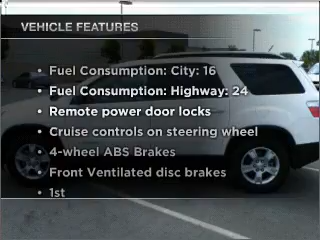 VEHICLE FEATURES
• Fuel Consumption: City: 16
• Fuel Consumption: Highway: 24
• Remote power door locks
• Cruise controls on steering wheel
• 4-wheel ABS Brakes
• Front Ventilated disc brakes
• 1st